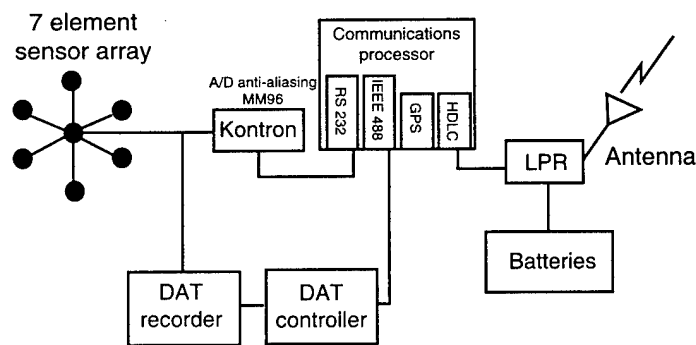 7 element
sensor array
Communications
processor
A/D anti-aliasing
MM96
Kontron
RS 232
IEEE 488
GPS
HDLC
LPR
Antenna
Batteries
DAT
recorder
DAT
controller